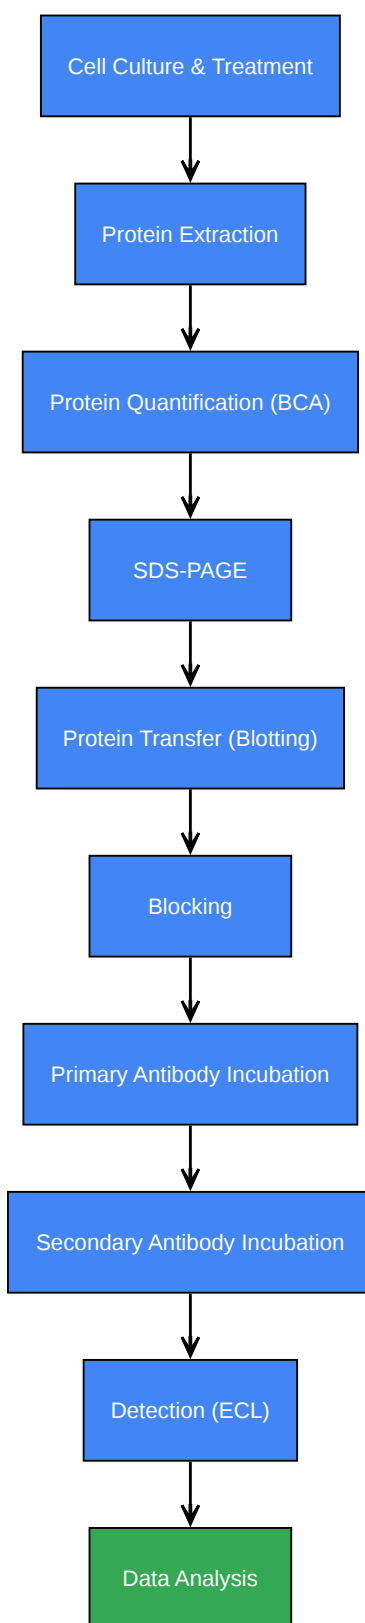 Cell Culture & Treatment
Protein Extraction
Protein Quantification (BCA)
SDS-PAGE
Protein Transfer (Blotting)
Blocking
Primary Antibody Incubation
Secondary Antibody Incubation
Detection (ECL)
Data Analysis